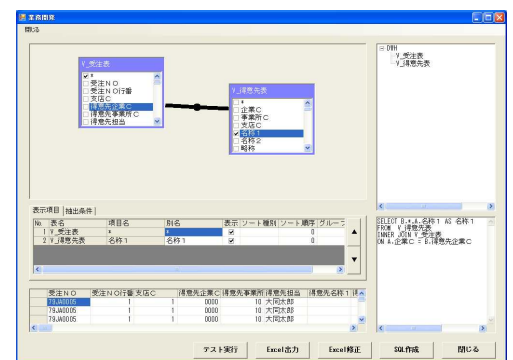 業務開発
閉じる
V_受注表
*
受注NO
受注NO行番
支店C
得意先企業C
得意先事業所C
得意先担当
V_得意先表
*
企業C
事業所C
支店C
名称1
名称2
略称
DWH
V_受注表
V_得意先表
表示項目 抽出条件
No. 表名 項目名 別名 表示 ソート種別 ソート順序 グループ
1 V_受注表 * * 0
2 V_得意先表 名称1 名称1 0
SELECT B.*,A.名称1 AS 名称1
FROM V_得意先表
INNER JOIN V_受注表
ON A.企業C = B.得意先企業C
受注NO 受注NO行番 支店C 得意先企業C 得意先事業所 得意先担当 得意先名称1
79JA0005 1 1 0000 10 大同太郎
79JA0005 1 1 0000 10 大同太郎
79JA0005 1 1 0000 10 大同太郎
テスト実行 Excel出力 Excel修正 SQL作成 閉じる